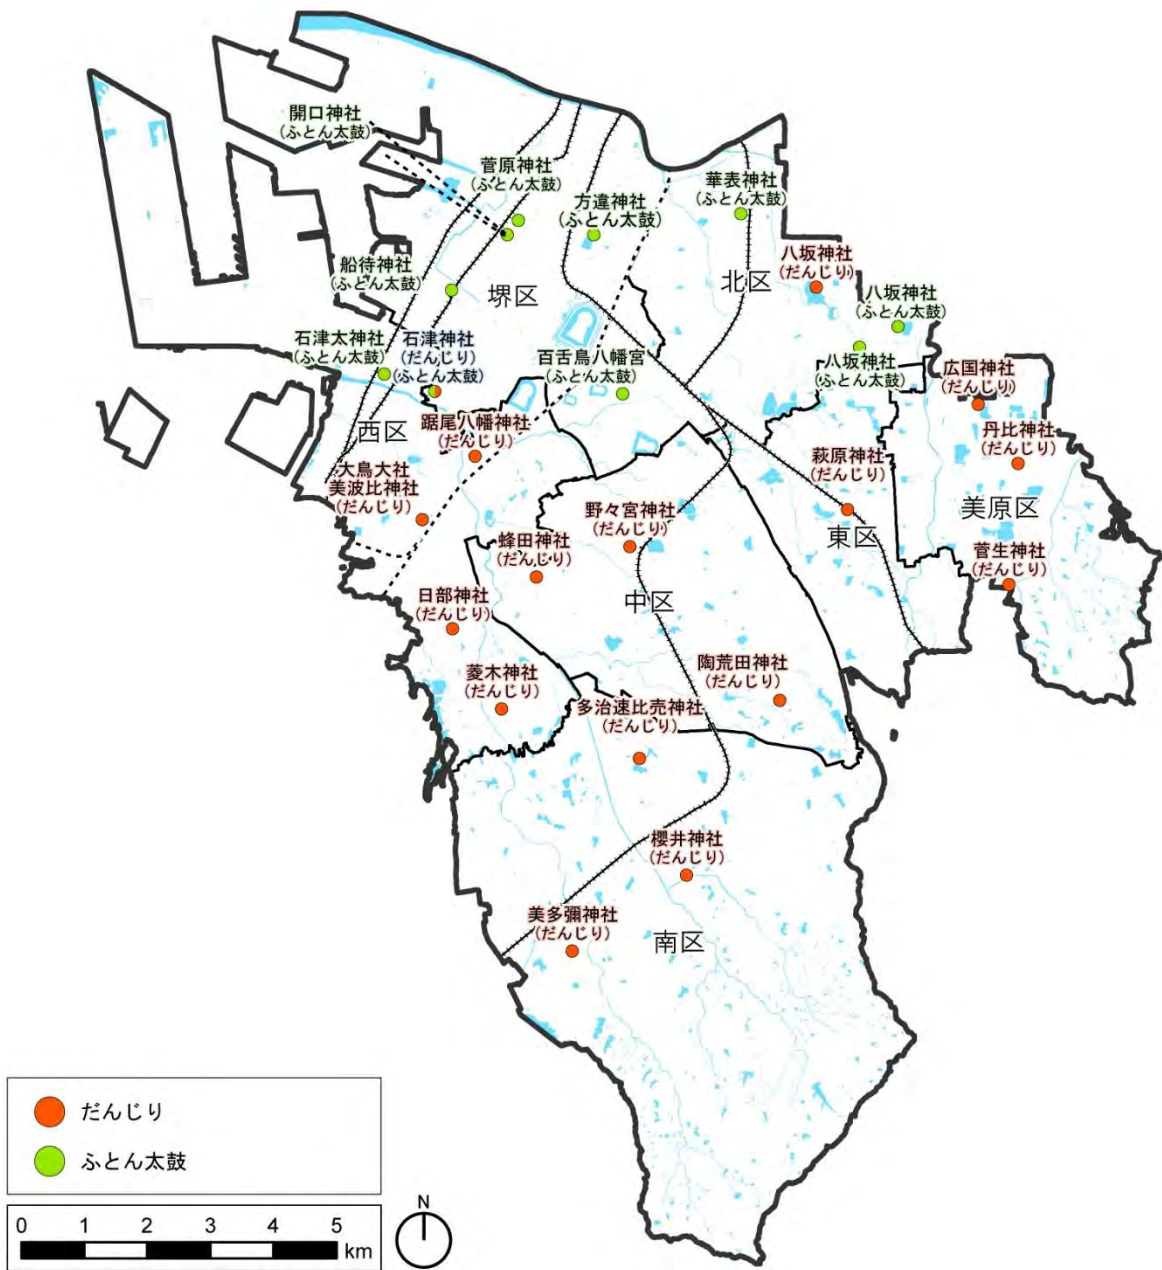 開口神社
(ふとん太鼓)
菅原神社
(ふとん太鼓)
方違神社
(ふとん太鼓)
華表神社
(ふとん太鼓)
船待神社
(ふとん太鼓)
堺区
北区
八坂神社
(だんじり)
八坂神社
(ふとん太鼓)
石津太神社
(ふとん太鼓)
石津神社
(だんじり)
(ふとん太鼓)
百舌鳥八幡宮
(ふとん太鼓)
八坂神社
(ふとん太鼓)
広国神社
(だんじり)
西区
踞尾八幡神社
(だんじり)
丹比神社
(だんじり)
大鳥大社
美波比神社
(だんじり)
萩原神社
(だんじり)
美原区
野々宮神社
(だんじり)
東区
蜂田神社
(だんじり)
菅生神社
(だんじり)
日部神社
(だんじり)
中区
菱木神社
(だんじり)
陶荒田神社
(だんじり)
多治速比売神社
(だんじり)
櫻井神社
(だんじり)
美多彌神社
(だんじり)
南区
だんじり
ふとん太鼓
0 1 2 3 4 5
km
N